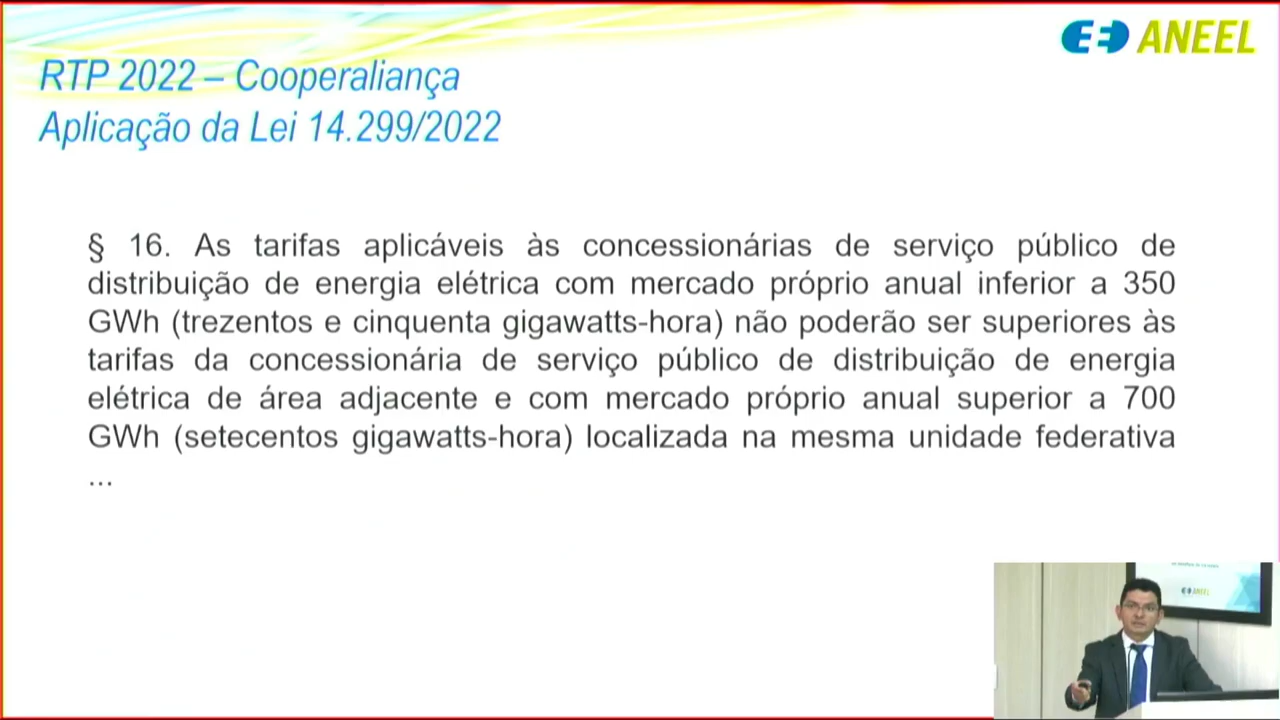 ANEEL
RTP 2022 – Cooperaliança
Aplicação da Lei 14.299/2022
§ 16. As tarifas aplicáveis às concessionárias de serviço público de
distribuição de energia elétrica com mercado próprio anual inferior a 350
GWh (trezentos e cinquenta gigawatts-hora) não poderão ser superiores às
tarifas da concessionária de serviço público de distribuição de energia
elétrica de área adjacente e com mercado próprio anual superior a 700
GWh (setecentos gigawatts-hora) localizada na mesma unidade federativa
...
ANEEL